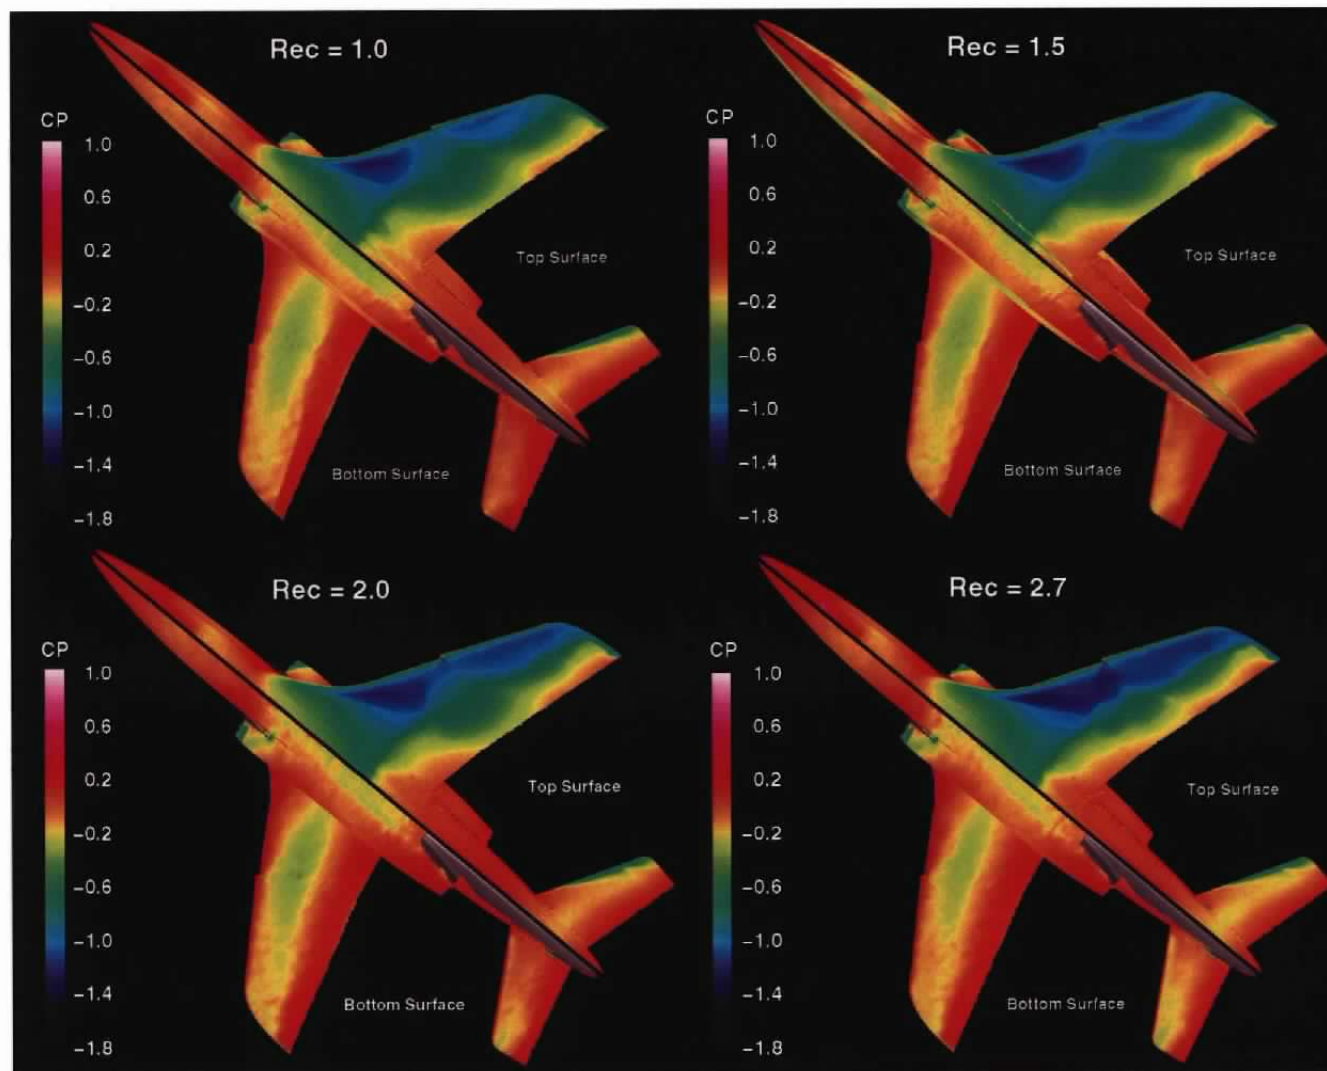 Rec = 1.0
CP
1.0
0.6
0.2
-0.2
-0.6
-1.0
-1.4
-1.8
Top Surface
Bottom Surface
Rec = 1.5
CP
1.0
0.6
0.2
-0.2
-0.6
-1.0
-1.4
-1.8
Top Surface
Bottom Surface
Rec = 2.0
CP
1.0
0.6
0.2
-0.2
-0.6
-1.0
-1.4
-1.8
Top Surface
Bottom Surface
Rec = 2.7
CP
1.0
0.6
0.2
-0.2
-0.6
-1.0
-1.4
-1.8
Top Surface
Bottom Surface